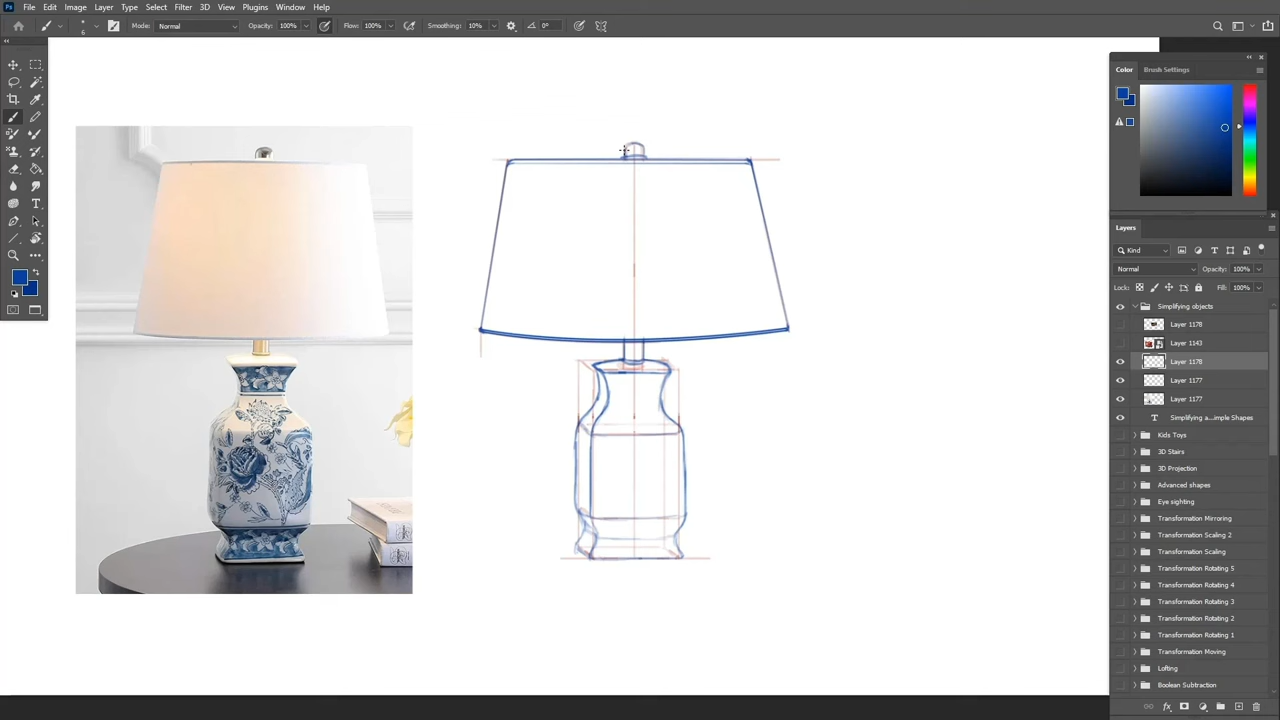 Ps File Edit Image Layer Type Select Filter 3D View Plugins Window Help
6 Mode: Normal Opacity: 100% Flow: 100% Smoothing: 10% 0°
Color Brush Settings
Layers
Kind
Normal Opacity: 100%
Lock: Fill: 100%
Simplifying objects
Layer 1178
Layer 1143
Layer 1178
Layer 1177
Layer 1177
T Simplifying a...imple Shapes
Kids Toys
3D Stairs
3D Projection
Advanced shapes
Eye sighting
Transformation Mirroring
Transformation Scaling 2
Transformation Scaling
Transformation Rotating 5
Transformation Rotating 4
Transformation Rotating 3
Transformation Rotating 2
Transformation Rotating 1
Transformation Moving
Lofting
Boolean Subtraction
fx